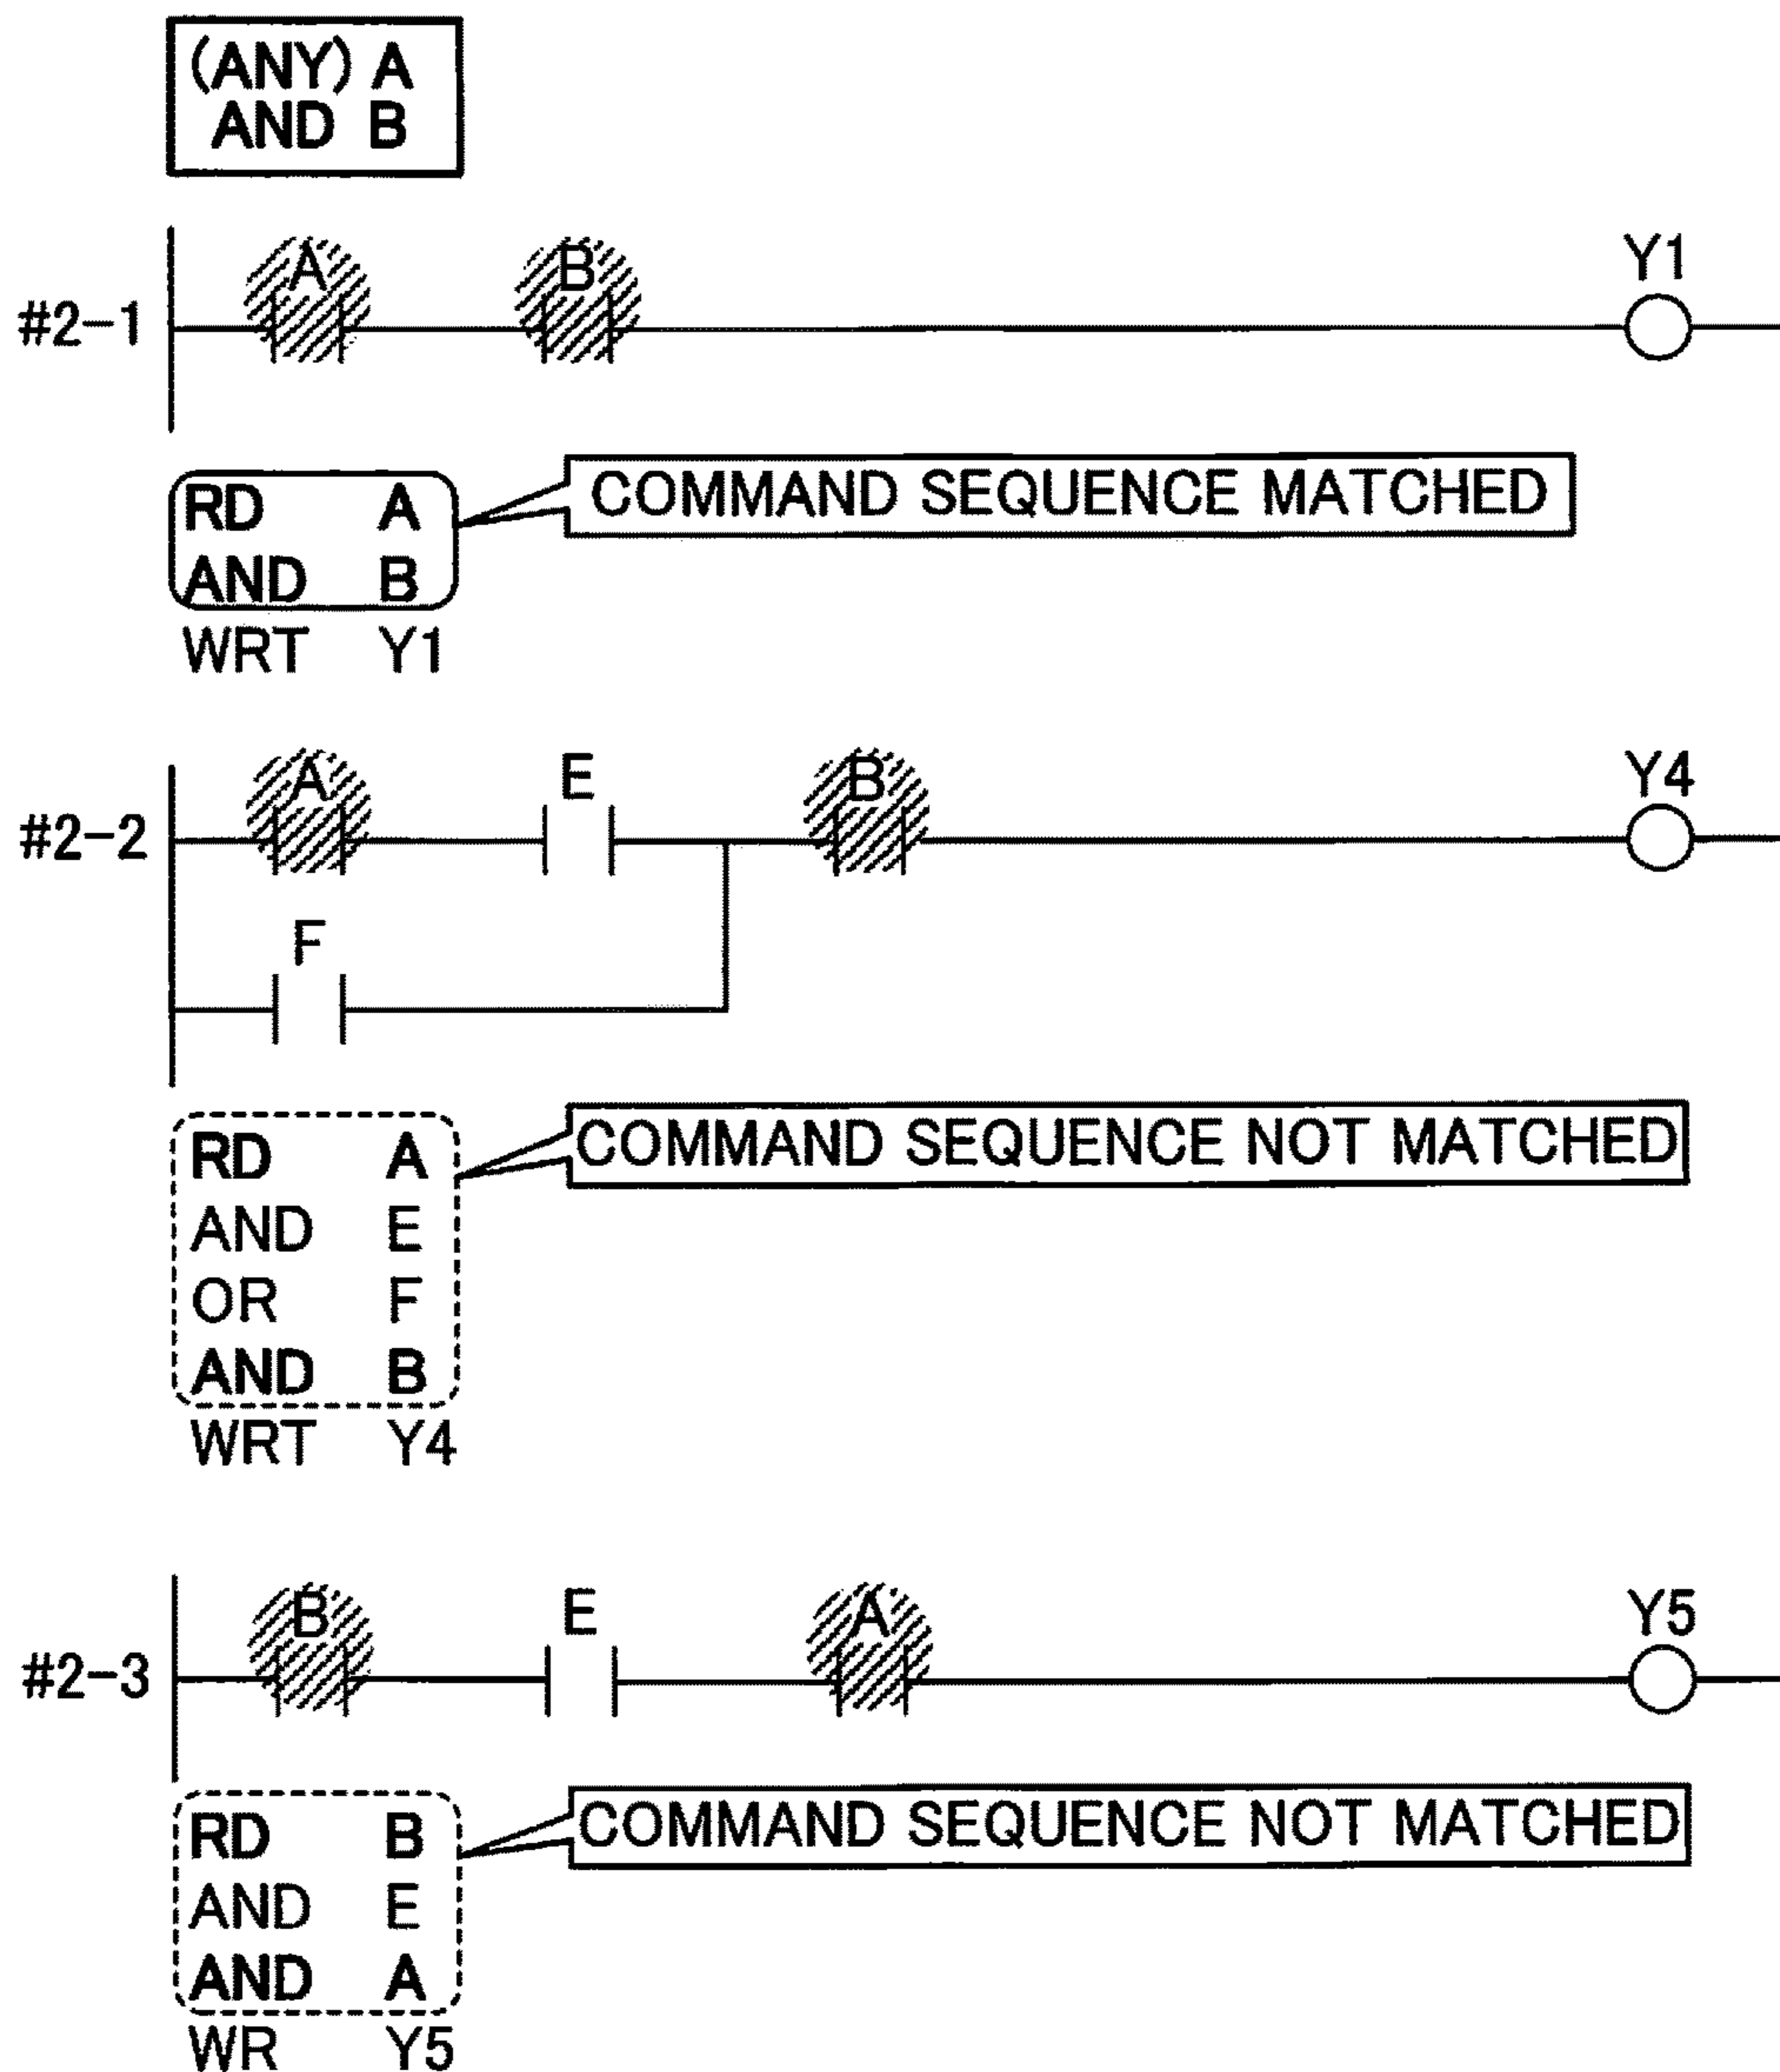 (ANY) A
AND B
A B Y1
#2-1
RD A
AND B
WRT Y1
COMMAND SEQUENCE MATCHED
A E B Y4
#2-2
F
RD A
AND E
OR F
AND B
WRT Y4
COMMAND SEQUENCE NOT MATCHED
B E A Y5
#2-3
RD B
AND E
AND A
WR Y5
COMMAND SEQUENCE NOT MATCHED